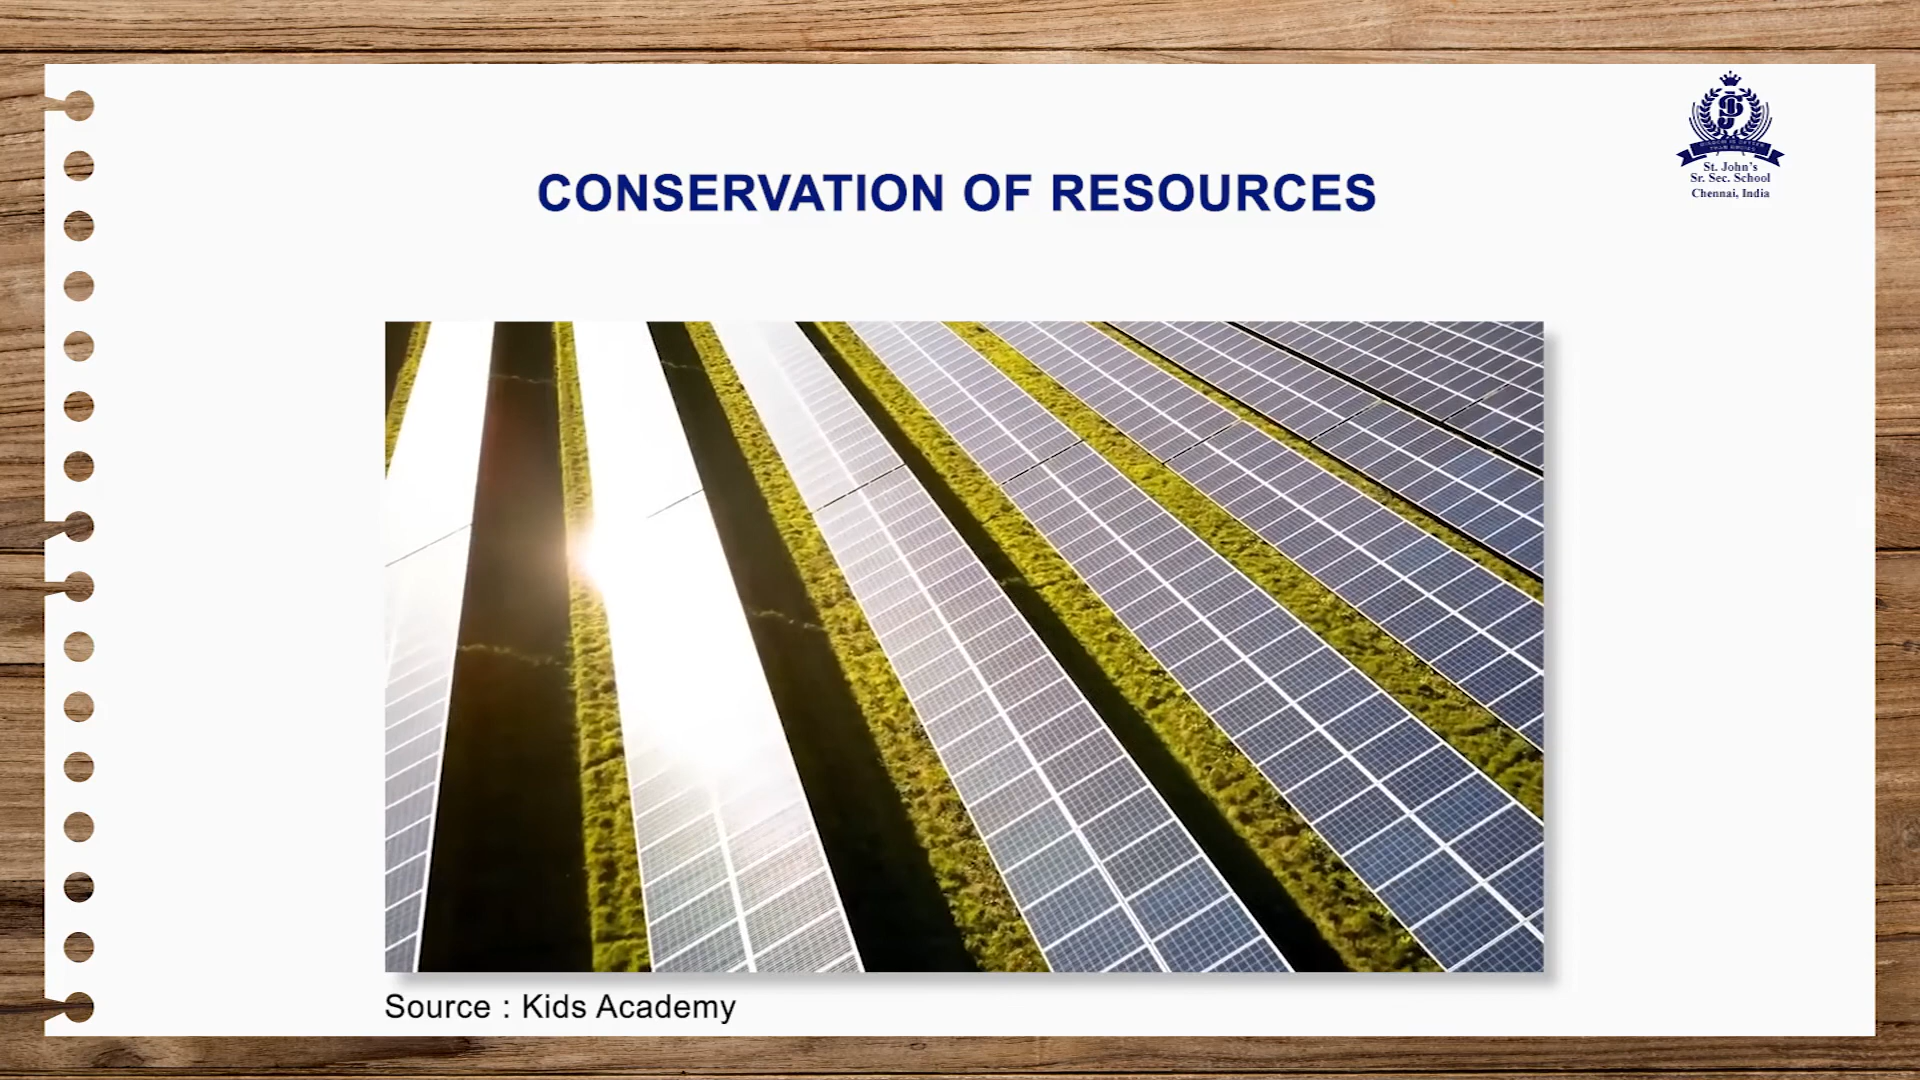 CONSERVATION OF RESOURCES
St. John's
Sr. Sec. School
Chennai, India
Source : Kids Academy